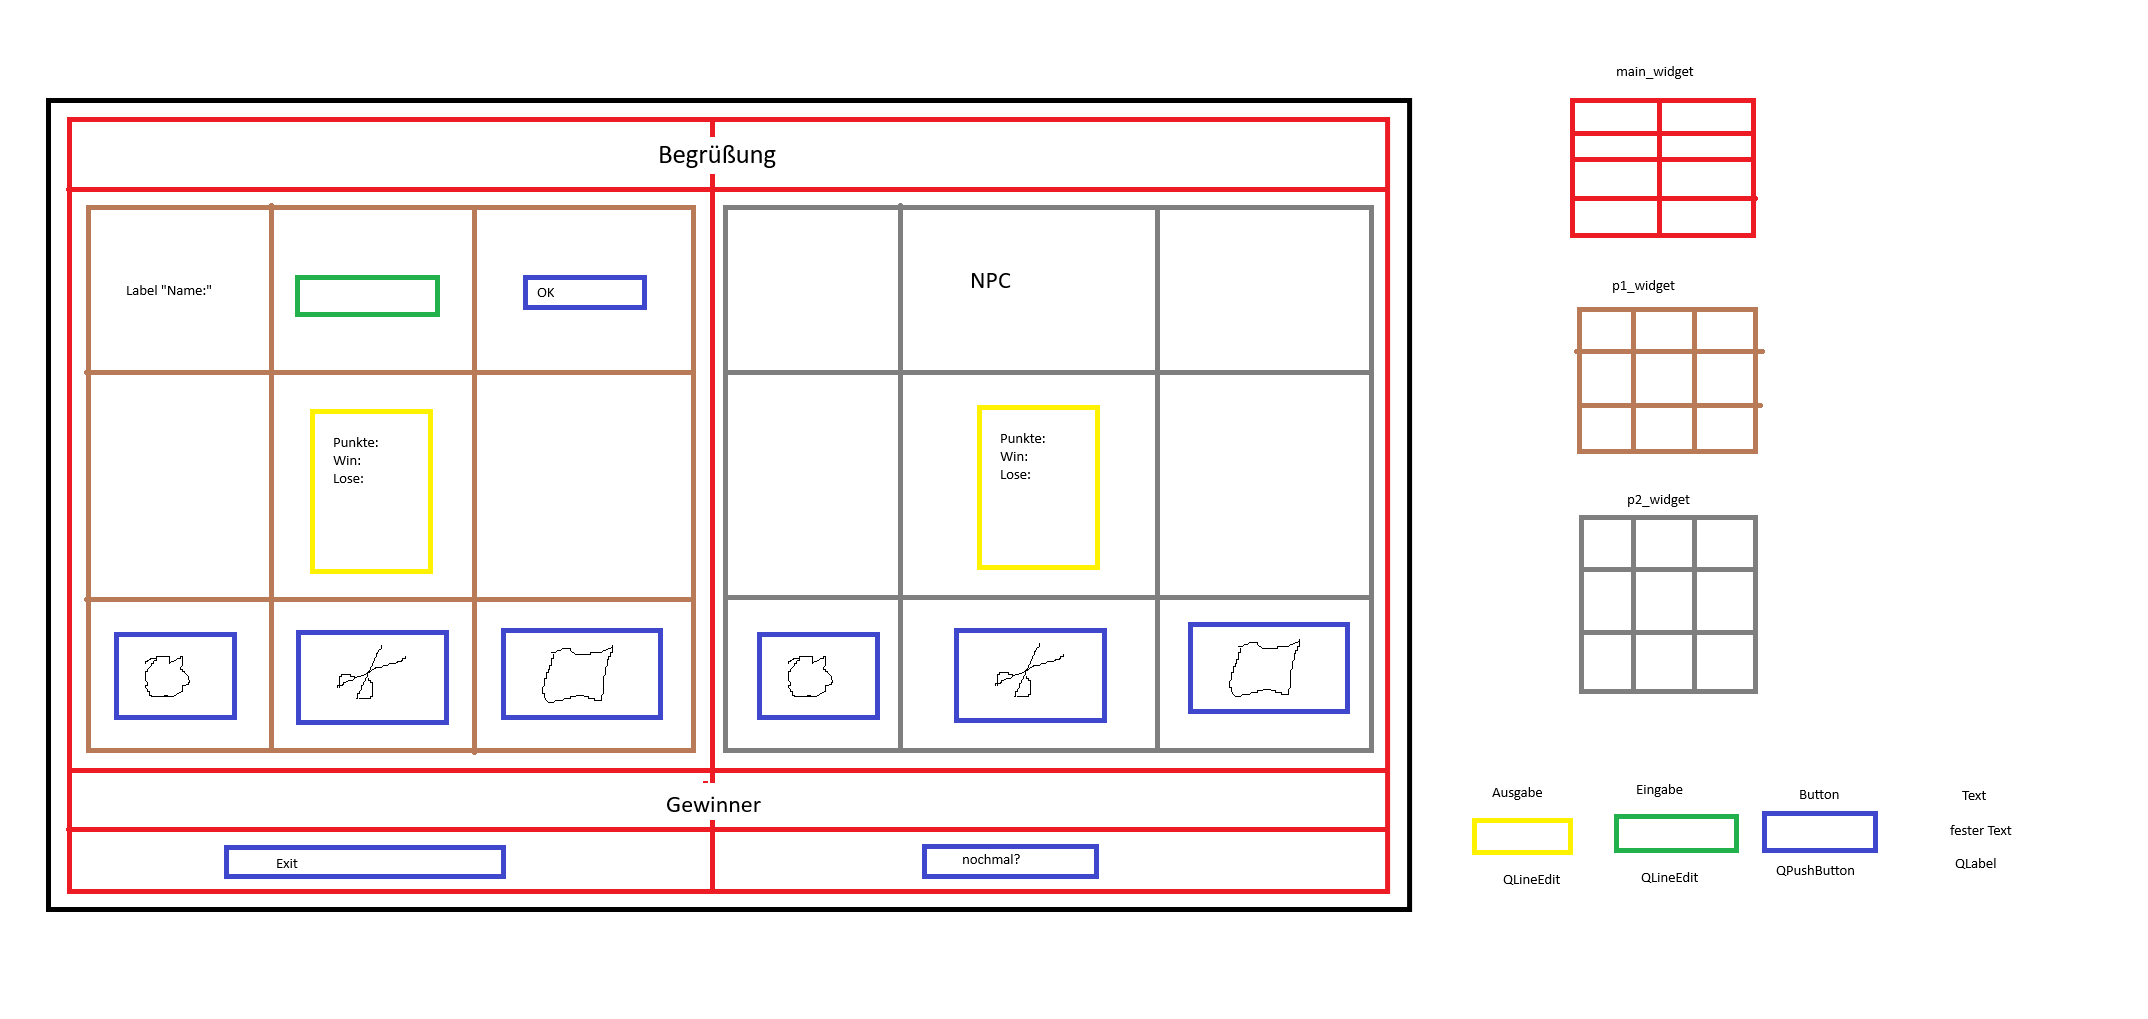 main_widget
Begrüßung
Label "Name:"
OK
NPC
p1_widget
Punkte:
Win:
Lose:
Punkte:
Win:
Lose:
p2_widget
Gewinner
Exit
nochmal?
Ausgabe
Eingabe
Button
Text
fester Text
QLineEdit
QLineEdit
QPushButton
QLabel